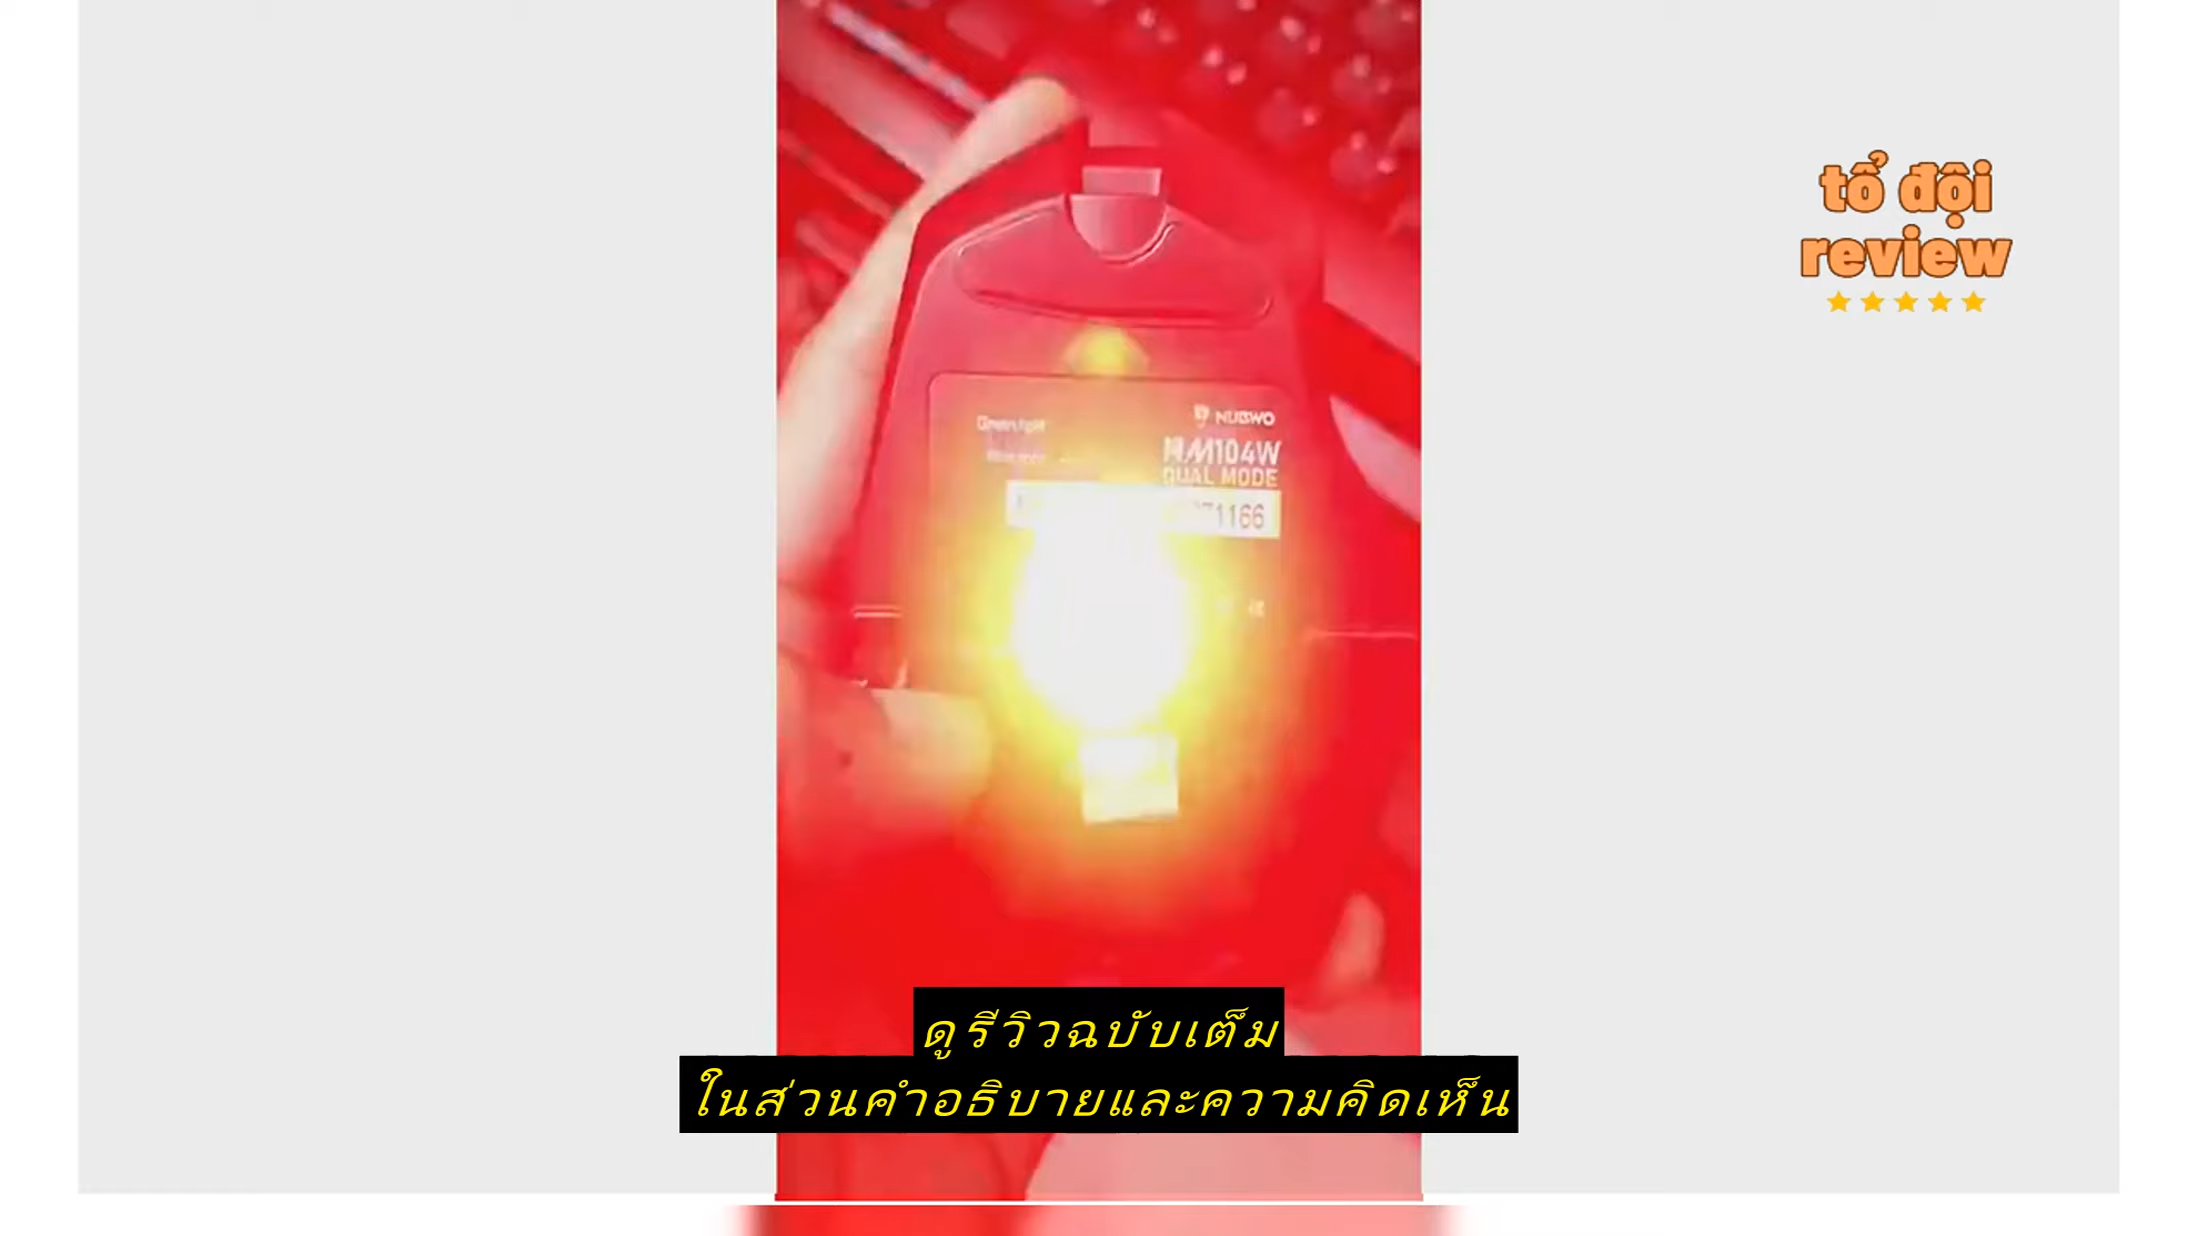 tổ đội
review
NUBWO
NM104W
DUAL MODE
71166
ดูรีวิวฉบับเต็ม
ในส่วนคำอธิบายและความคิดเห็น